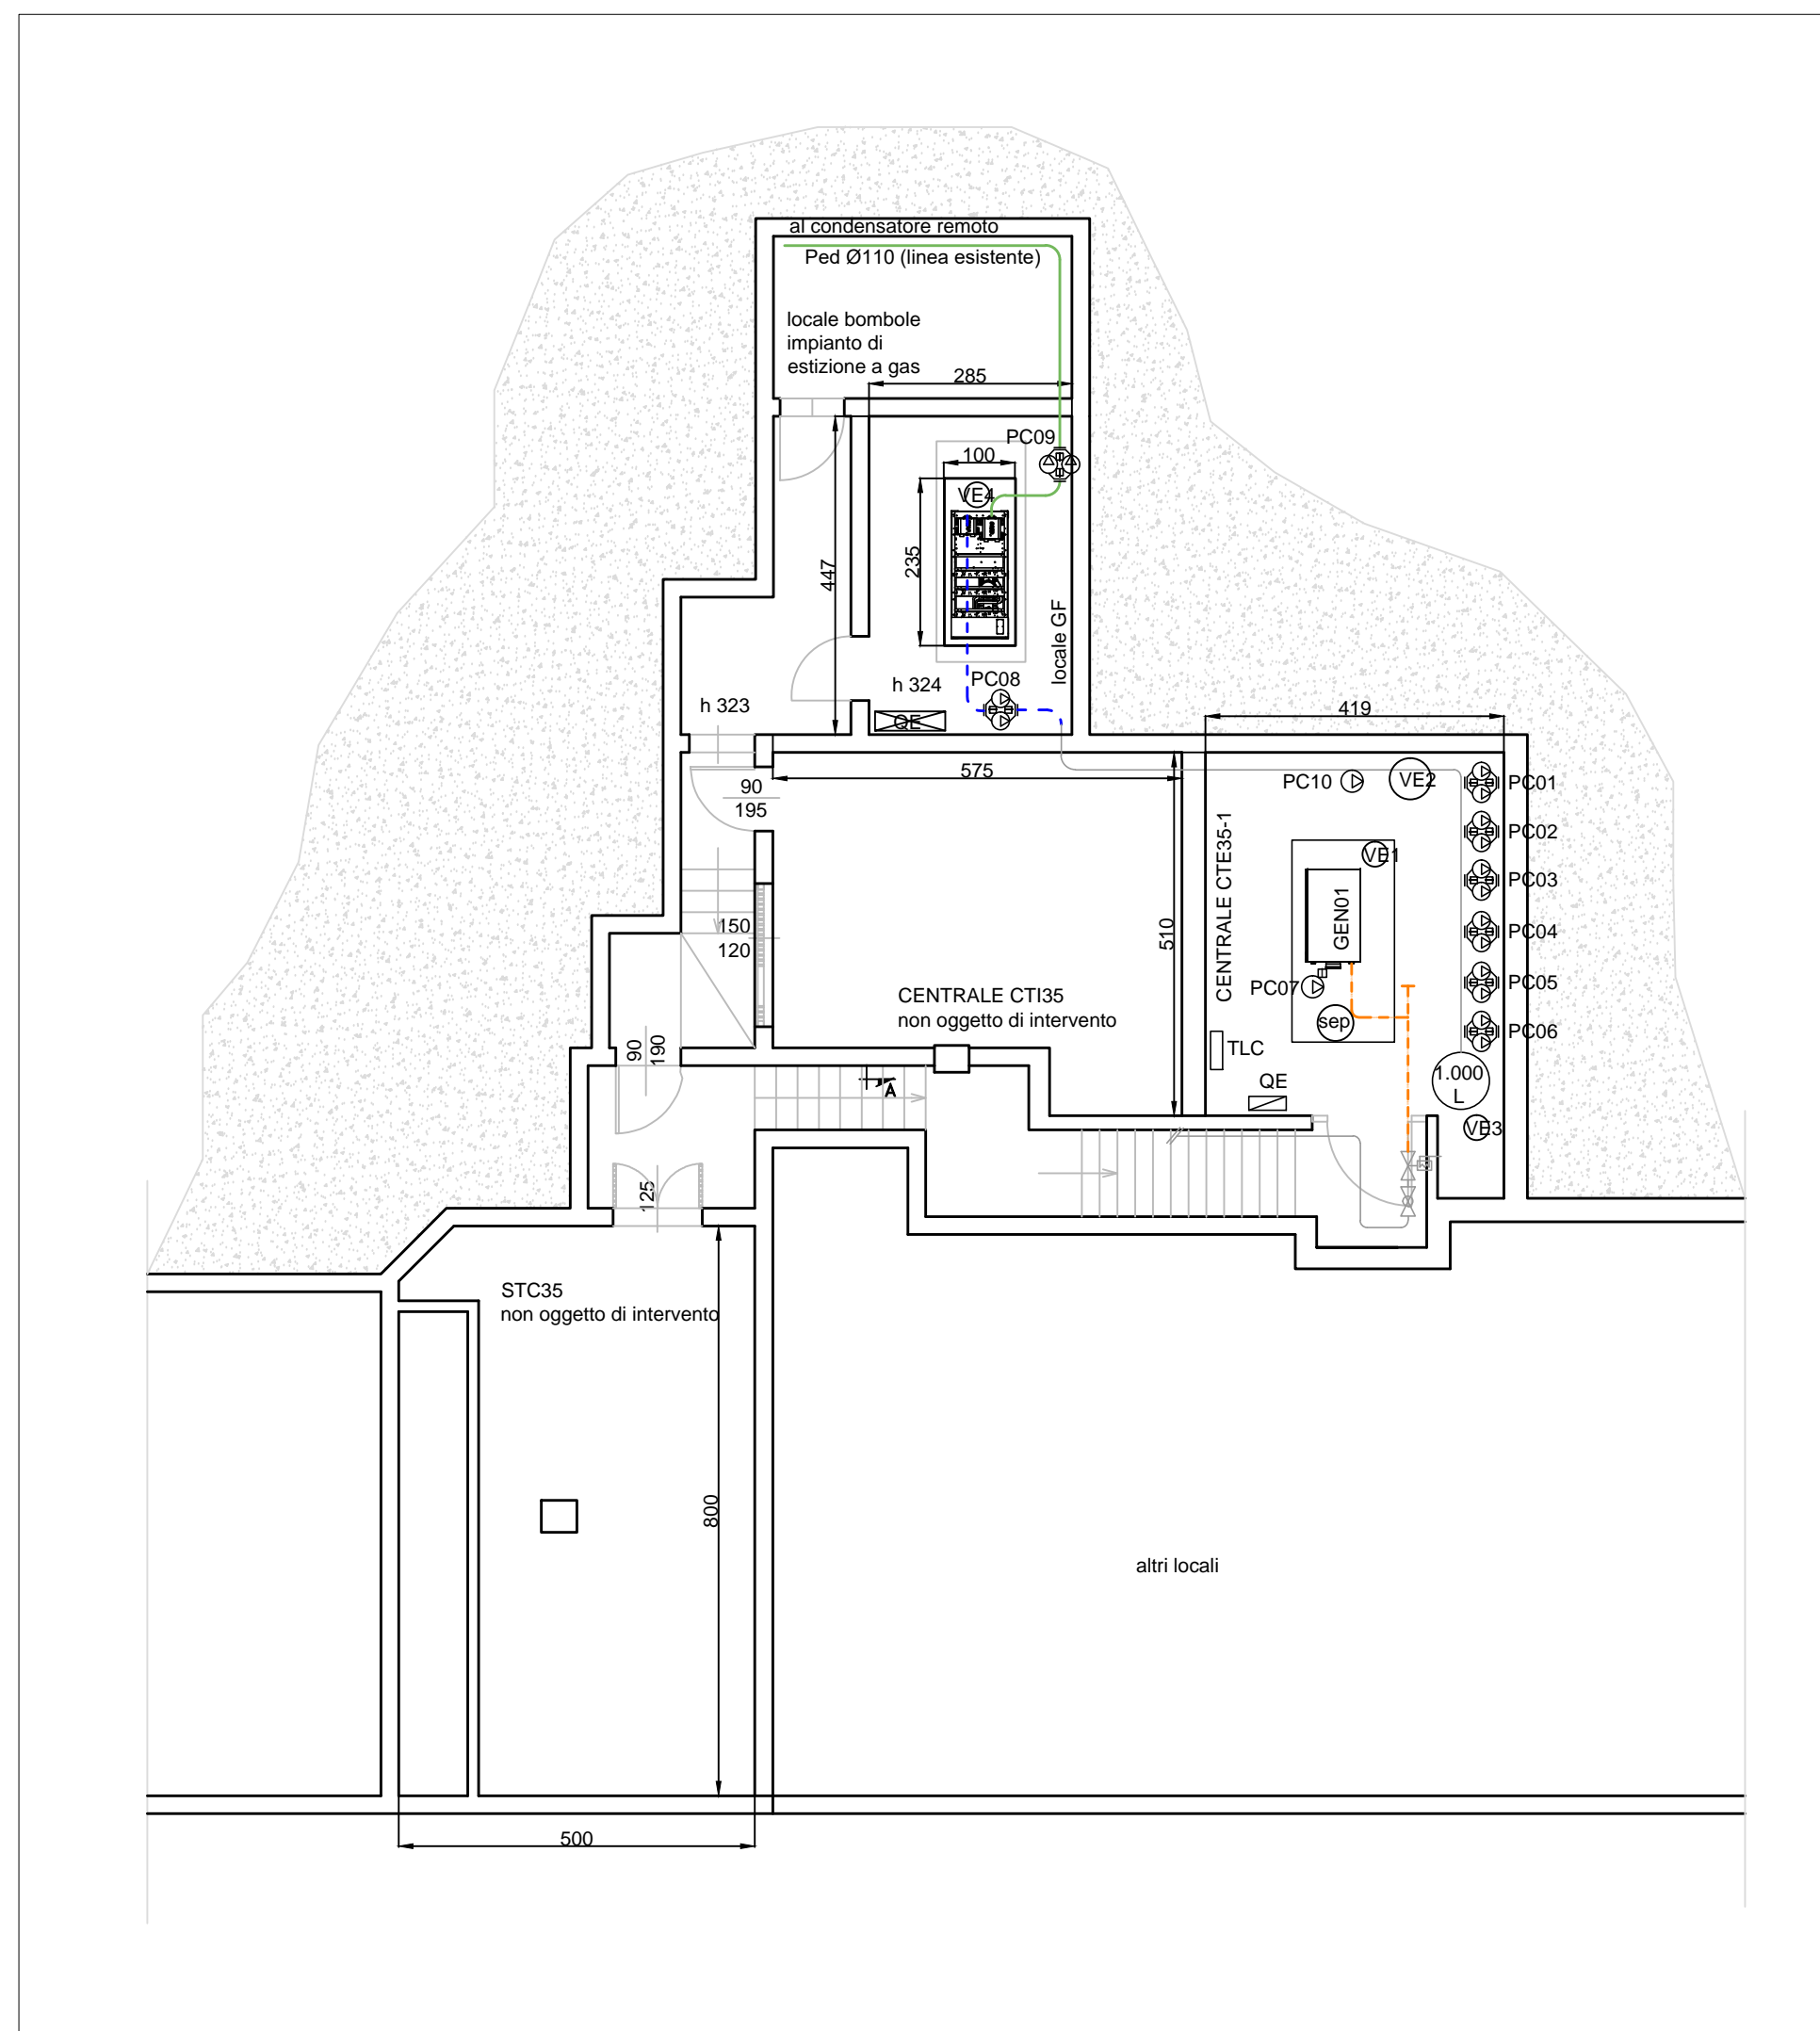 al condensatore remoto
Ped Ø110 (linea esistente)
locale bombole
impianto di
estizione a gas
285
PC09
100
VE4
447
235
locale GF
PC08
h 324
h 323
QE
419
575
90
195
PC10
VE2
PC01
PC02
VE1
PC03
CENTRALE CTE35-1
GEN01
150
120
510
PC04
PC07
PC05
CENTRALE CTI35
non oggetto di intervento
sep
PC06
90
190
TLC
A
QE
1.000
L
VE3
125
STC35
non oggetto di intervento
800
altri locali
500